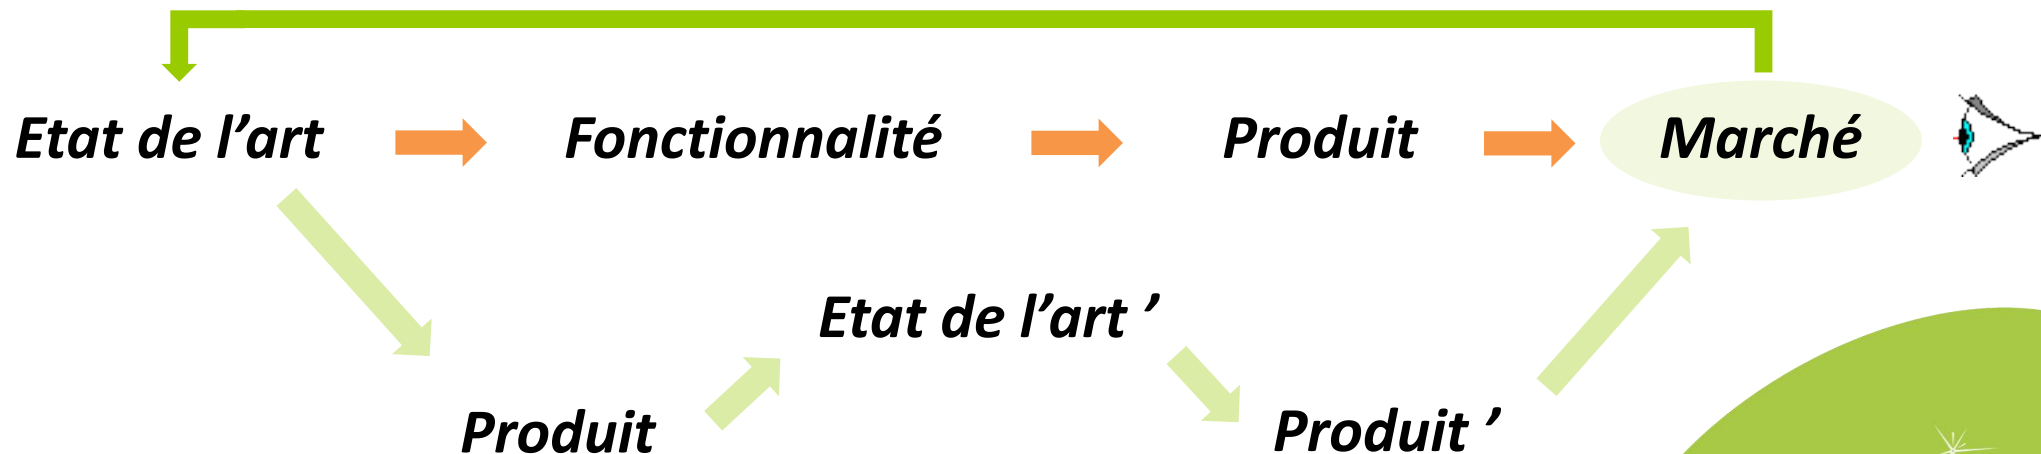 Etat de l’art
Fonctionnalité
Produit
Marché
Etat de l’art ’
Produit
Produit ’